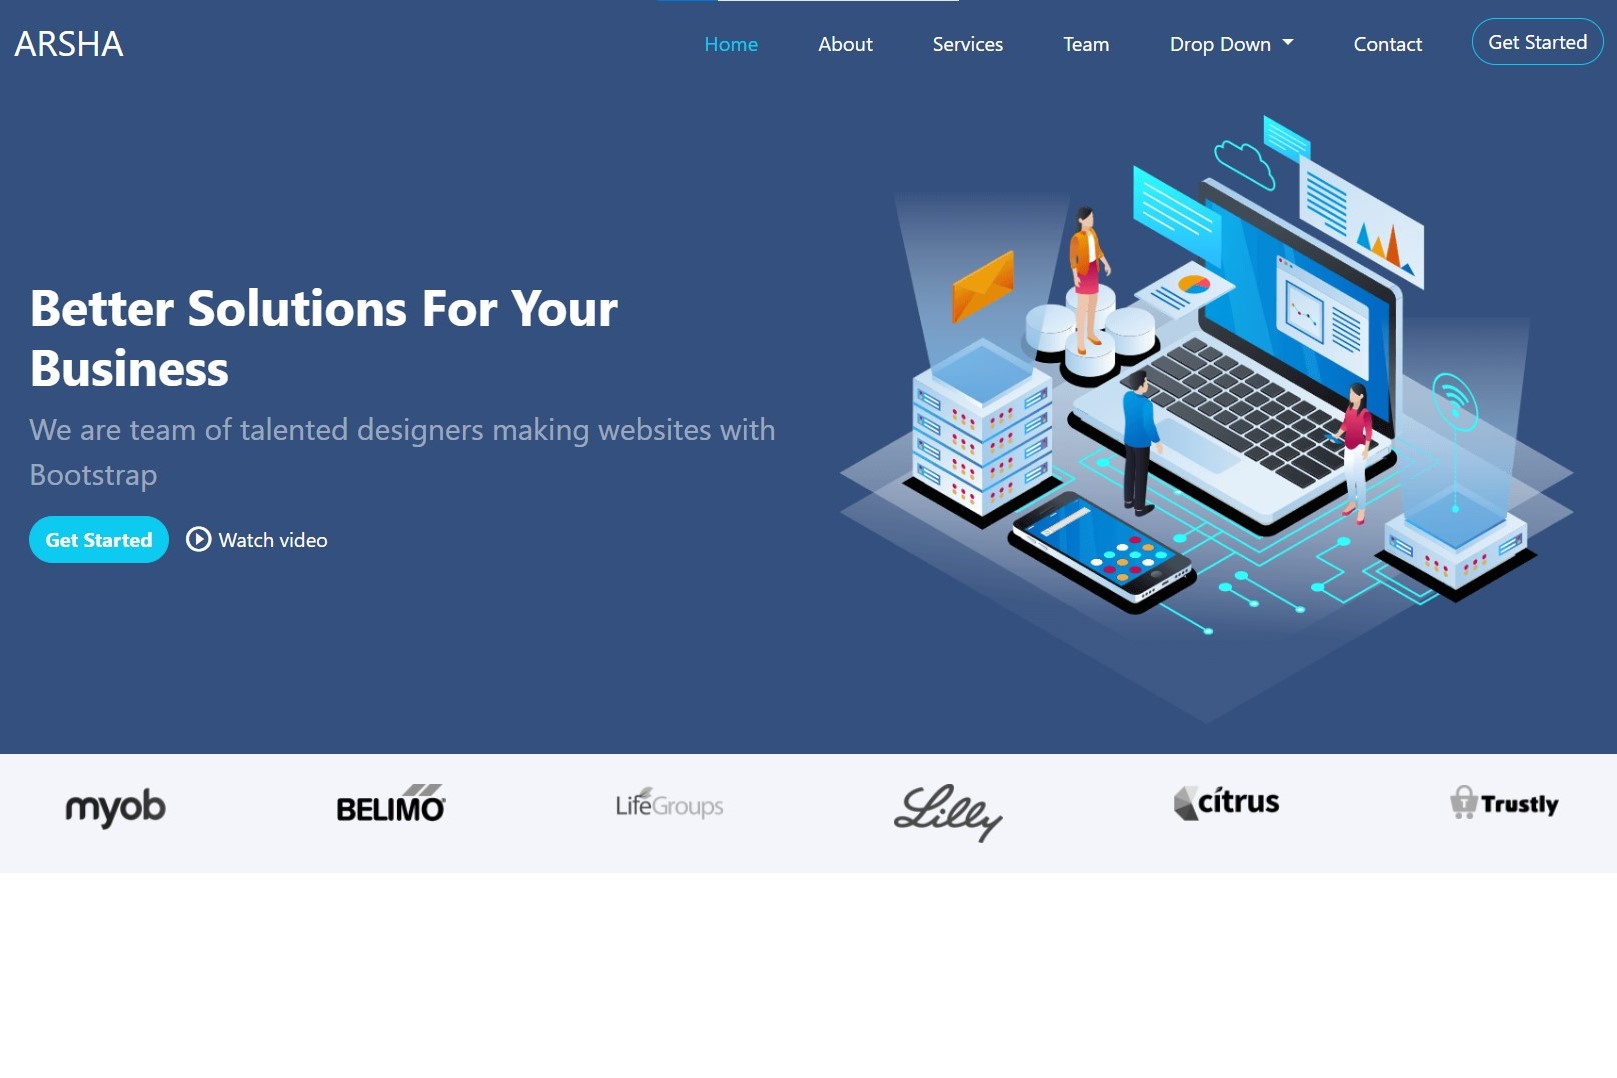 ARSHA
Home About Services Team Drop Down Contact Get Started
Better Solutions For Your
Business
We are team of talented designers making websites with
Bootstrap
Get Started Watch video
myob BELIMO LifeGroups Lilly citrus Trustly